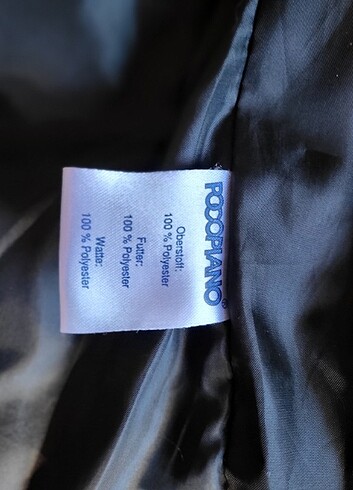 POCOPIANO®
Oberstoff:
100 % Polyester
Futter:
100 % Polyester
Watte:
100 % Polyester